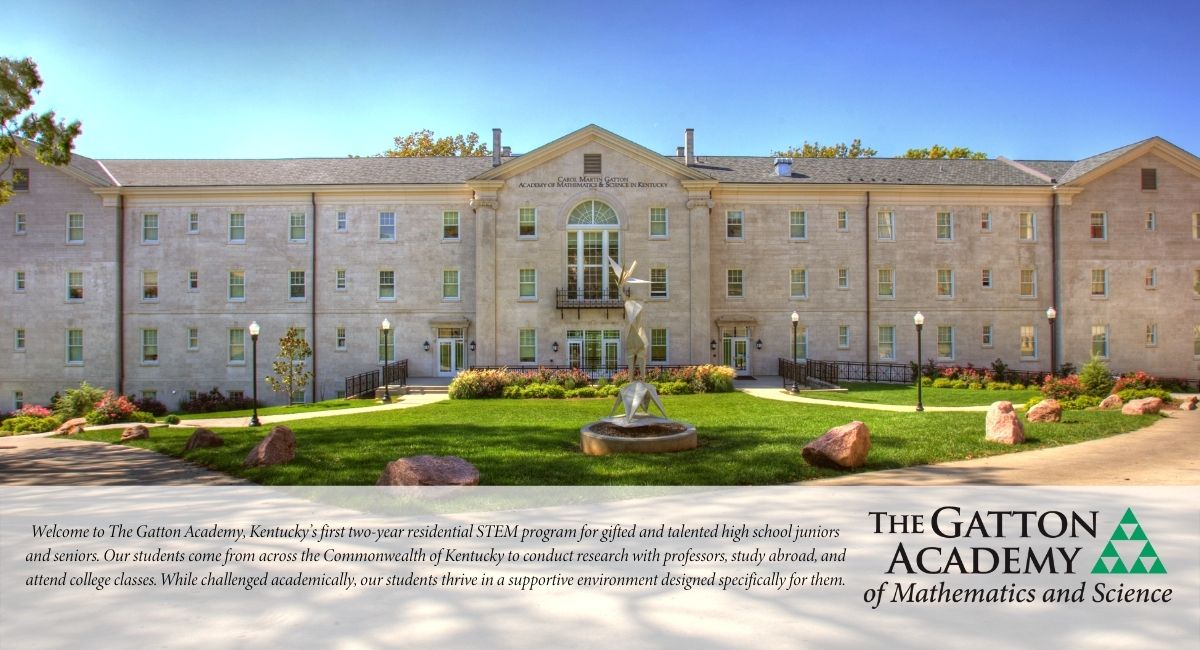 CAROL MARTIN GATTON
ACADEMY OF MATHEMATICS & SCIENCE IN KENTUCKY
Welcome to The Gatton Academy, Kentucky's first two-year residential STEM program for gifted and talented high school juniors
and seniors. Our students come from across the Commonwealth of Kentucky to conduct research with professors, study abroad, and
attend college classes. While challenged academically, our students thrive in a supportive environment designed specifically for them.
THE GATTON
ACADEMY
of Mathematics and Science